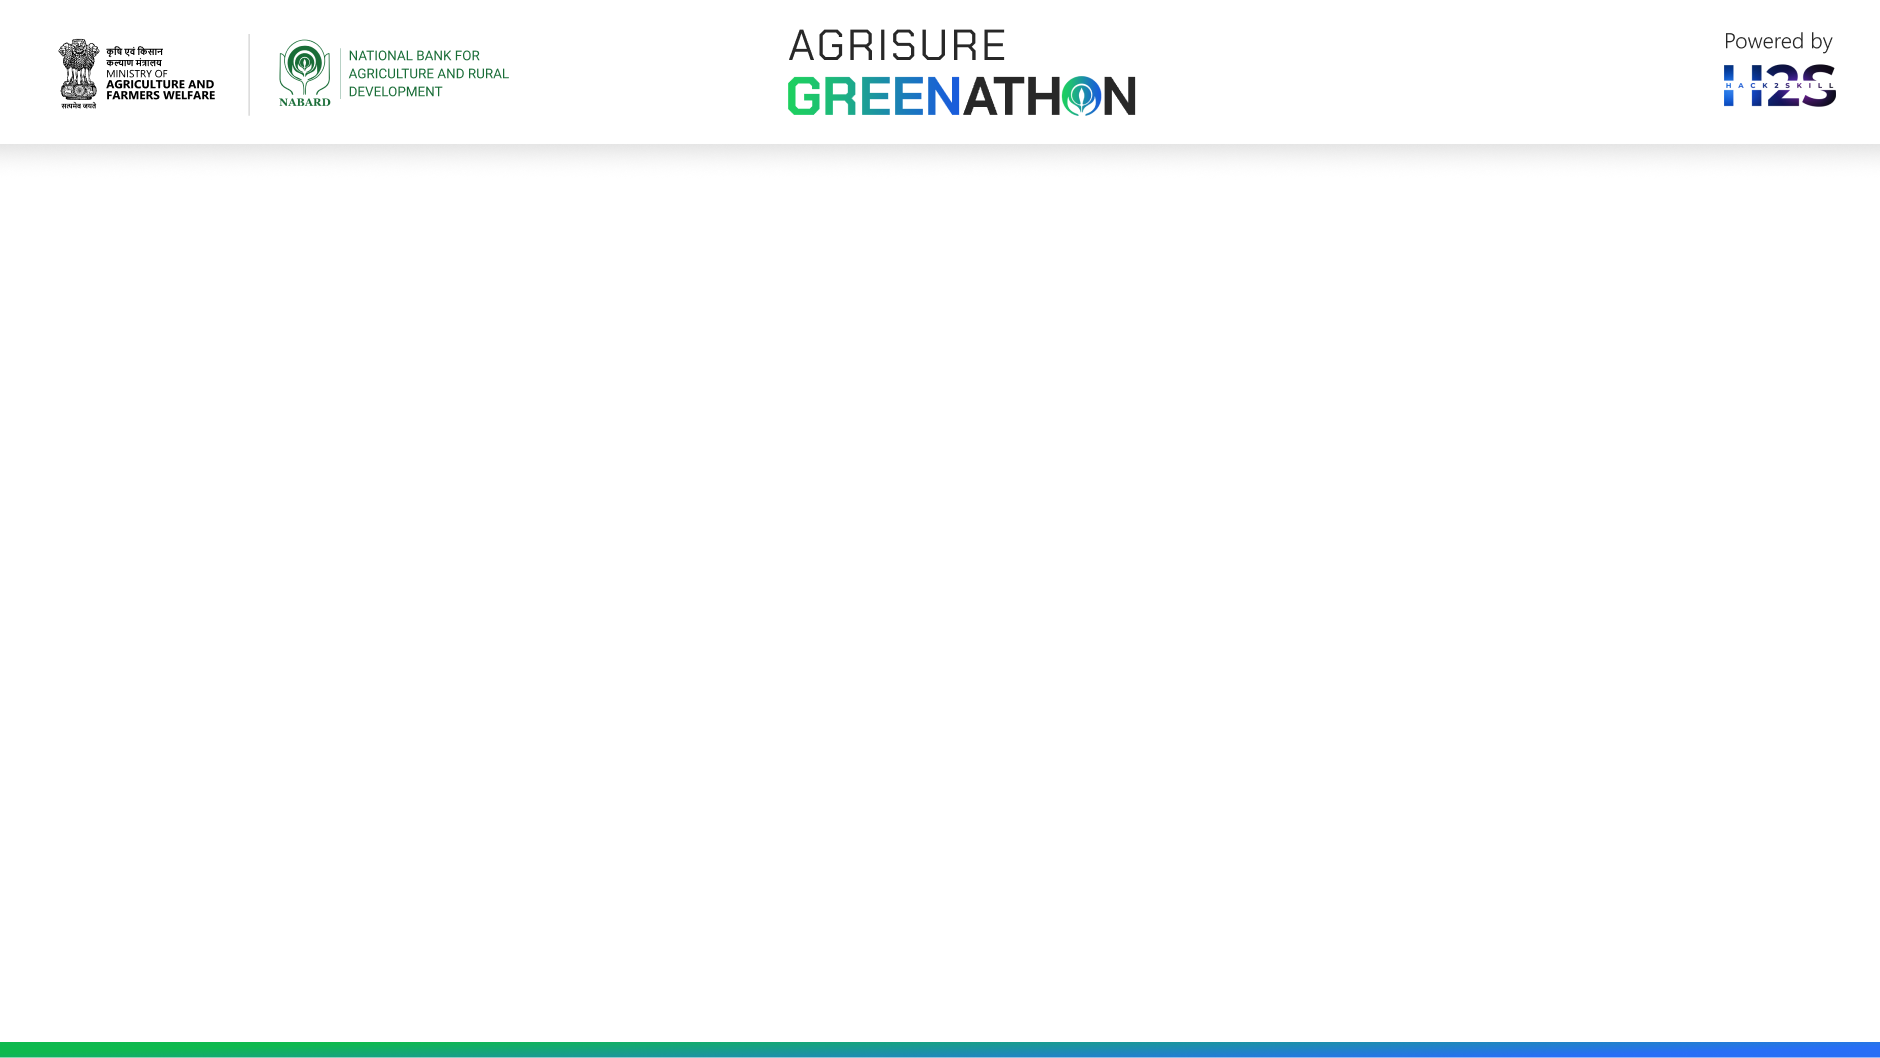 कृषि एवं किसान
कल्याण मंत्रालय
MINISTRY OF
AGRICULTURE AND
FARMERS WELFARE
सत्यमेव जयते
NABARD
NATIONAL BANK FOR
AGRICULTURE AND RURAL
DEVELOPMENT
AGRISURE
GREENATHON
Powered by
H2S
HACK2SKILL